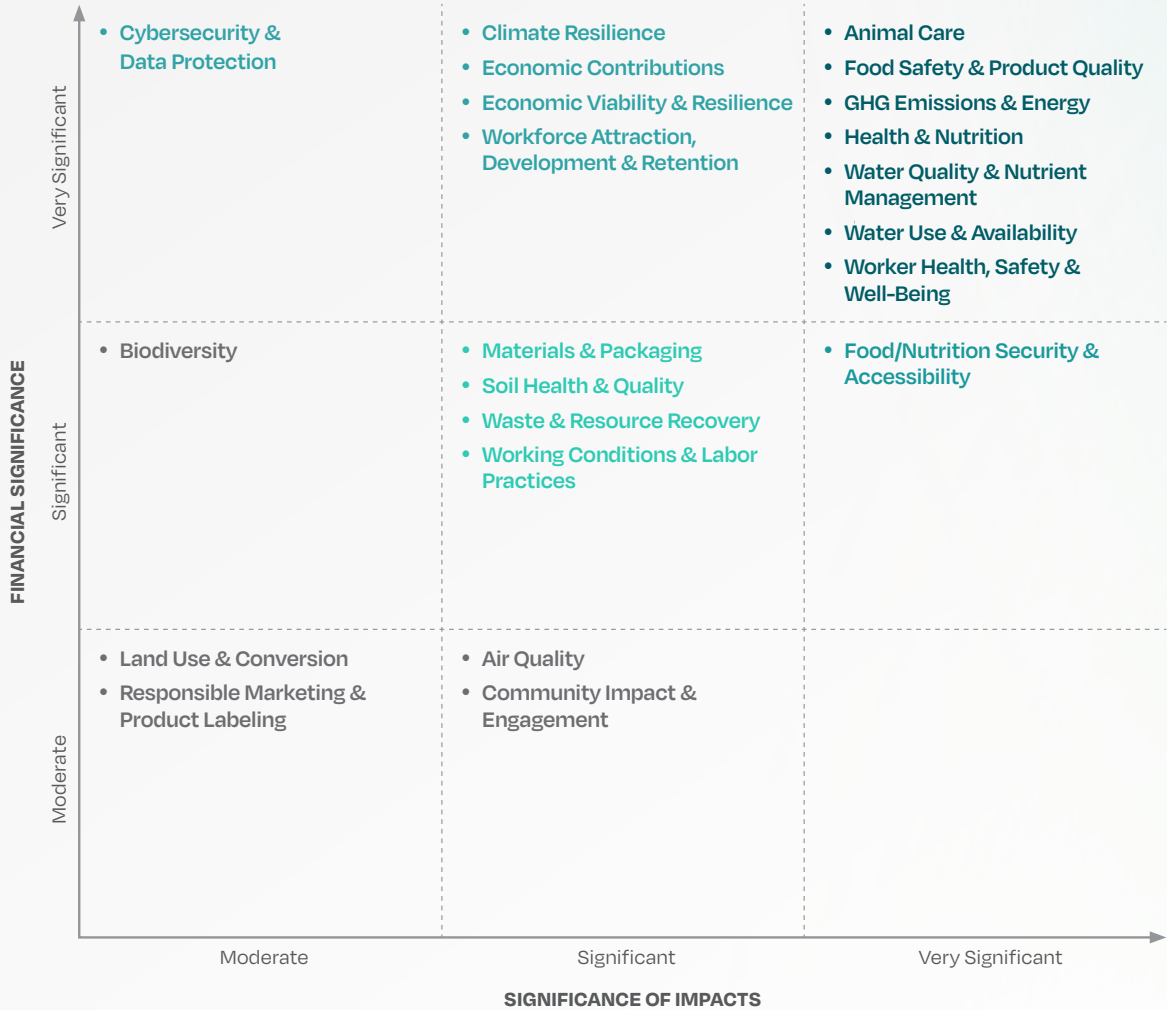 FINANCIAL SIGNIFICANCE
Very Significant
• Cybersecurity &
Data Protection
• Climate Resilience
• Economic Contributions
• Economic Viability & Resilience
• Workforce Attraction,
Development & Retention
• Animal Care
• Food Safety & Product Quality
• GHG Emissions & Energy
• Health & Nutrition
• Water Quality & Nutrient
Management
• Water Use & Availability
• Worker Health, Safety &
Well-Being
Significant
• Biodiversity
• Materials & Packaging
• Soil Health & Quality
• Waste & Resource Recovery
• Working Conditions & Labor
Practices
• Food/Nutrition Security &
Accessibility
Moderate
• Land Use & Conversion
• Responsible Marketing &
Product Labeling
• Air Quality
• Community Impact &
Engagement
Moderate
Significant
Very Significant
SIGNIFICANCE OF IMPACTS